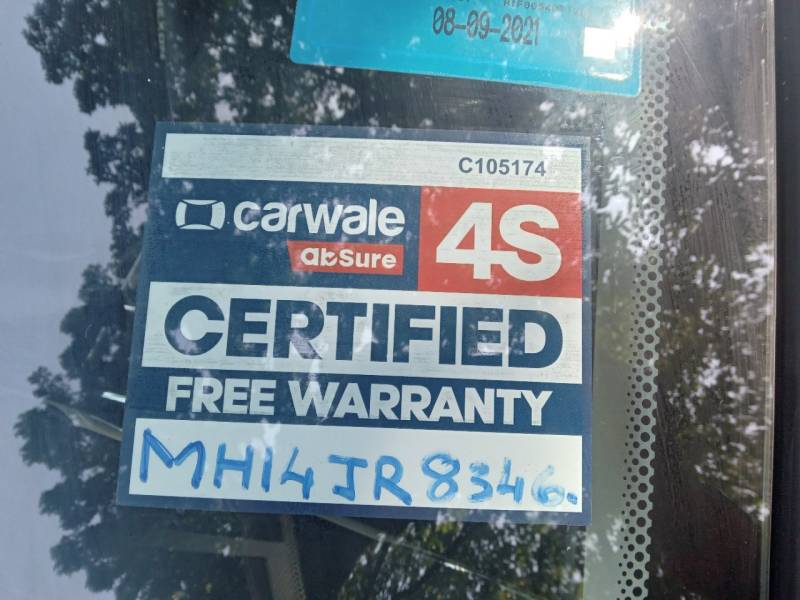 08-09-2021
C105174
carwale
abSure
4S
CERTIFIED
FREE WARRANTY
MH14JR8346.